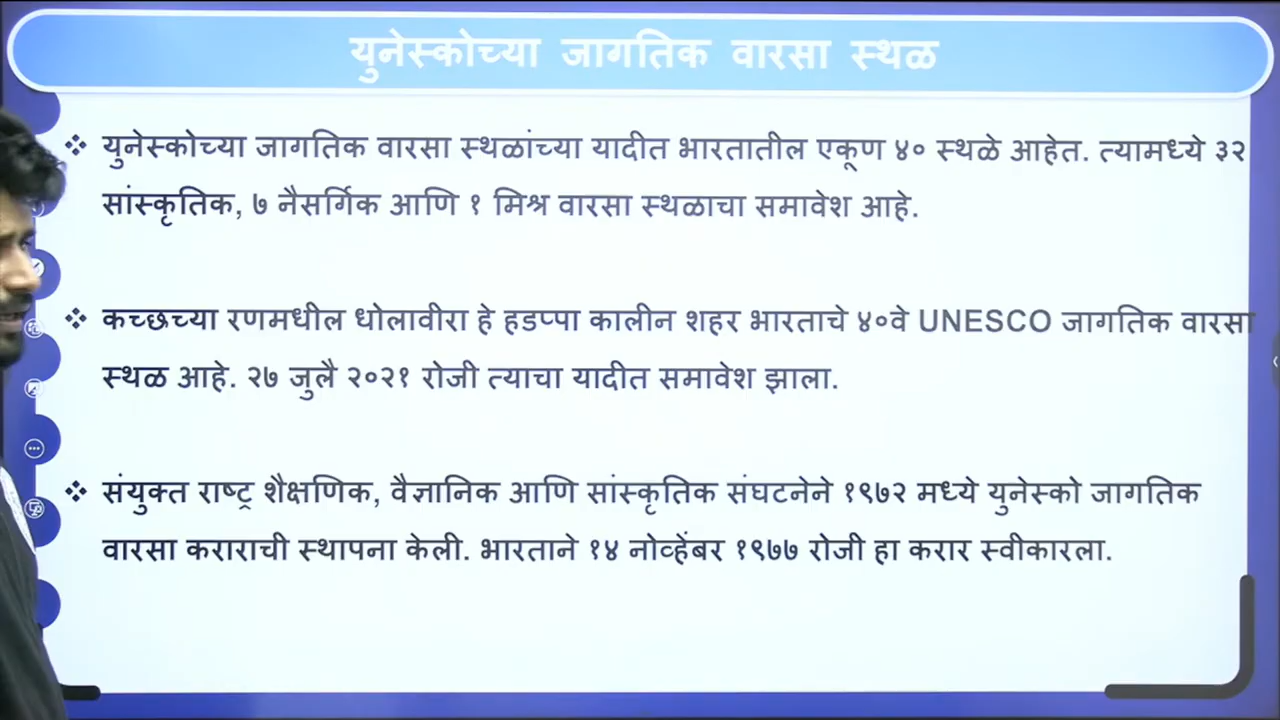 युनेस्कोच्या जागतिक वारसा स्थळ
❖ युनेस्कोच्या जागतिक वारसा स्थळांच्या यादीत भारतातील एकूण ४० स्थळे आहेत. त्यामध्ये ३२
सांस्कृतिक, ७ नैसर्गिक आणि १ मिश्र वारसा स्थळाचा समावेश आहे.
❖ कच्छच्या रणमधील धोलावीरा हे हडप्पा कालीन शहर भारताचे ४०वे UNESCO जागतिक वारसा
स्थळ आहे. २७ जुलै २०२१ रोजी त्याचा यादीत समावेश झाला.
❖ संयुक्त राष्ट्र शैक्षणिक, वैज्ञानिक आणि सांस्कृतिक संघटनेने १९७२ मध्ये युनेस्को जागतिक
वारसा कराराची स्थापना केली. भारताने १४ नोव्हेंबर १९७७ रोजी हा करार स्वीकारला.